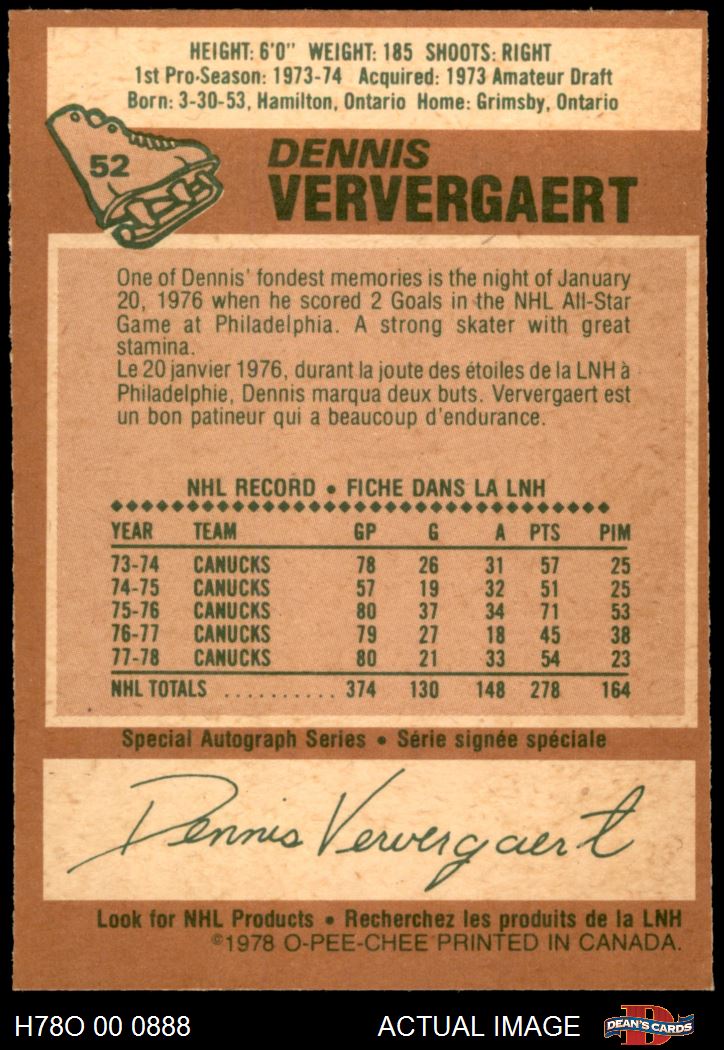 HEIGHT: 6'0" WEIGHT: 185 SHOOTS: RIGHT
1st Pro-Season: 1973-74 Acquired: 1973 Amateur Draft
Born: 3-30-53, Hamilton, Ontario Home: Grimsby, Ontario
52
DENNIS
VERVERGAERT
One of Dennis' fondest memories is the night of January
20, 1976 when he scored 2 Goals in the NHL All-Star
Game at Philadelphia. A strong skater with great
stamina.
Le 20 janvier 1976, durant la joute des étoiles de la LNH à
Philadelphie, Dennis marqua deux buts. Ververgaert est
un bon patineur qui a beaucoup d'endurance.
NHL RECORD • FICHE DANS LA LNH
YEAR TEAM GP G A PTS PIM
73-74 CANUCKS 78 26 31 57 25
74-75 CANUCKS 57 19 32 51 25
75-76 CANUCKS 80 37 34 71 53
76-77 CANUCKS 79 27 18 45 38
77-78 CANUCKS 80 21 33 54 23
NHL TOTALS .......... 374 130 148 278 164
Special Autograph Series • Série signée spéciale
Dennis Ververgaert
Look for NHL Products • Recherchez les produits de la LNH
©1978 O-PEE-CHEE PRINTED IN CANADA.
H78O 00 0888 ACTUAL IMAGE D DEAN'S CARDS